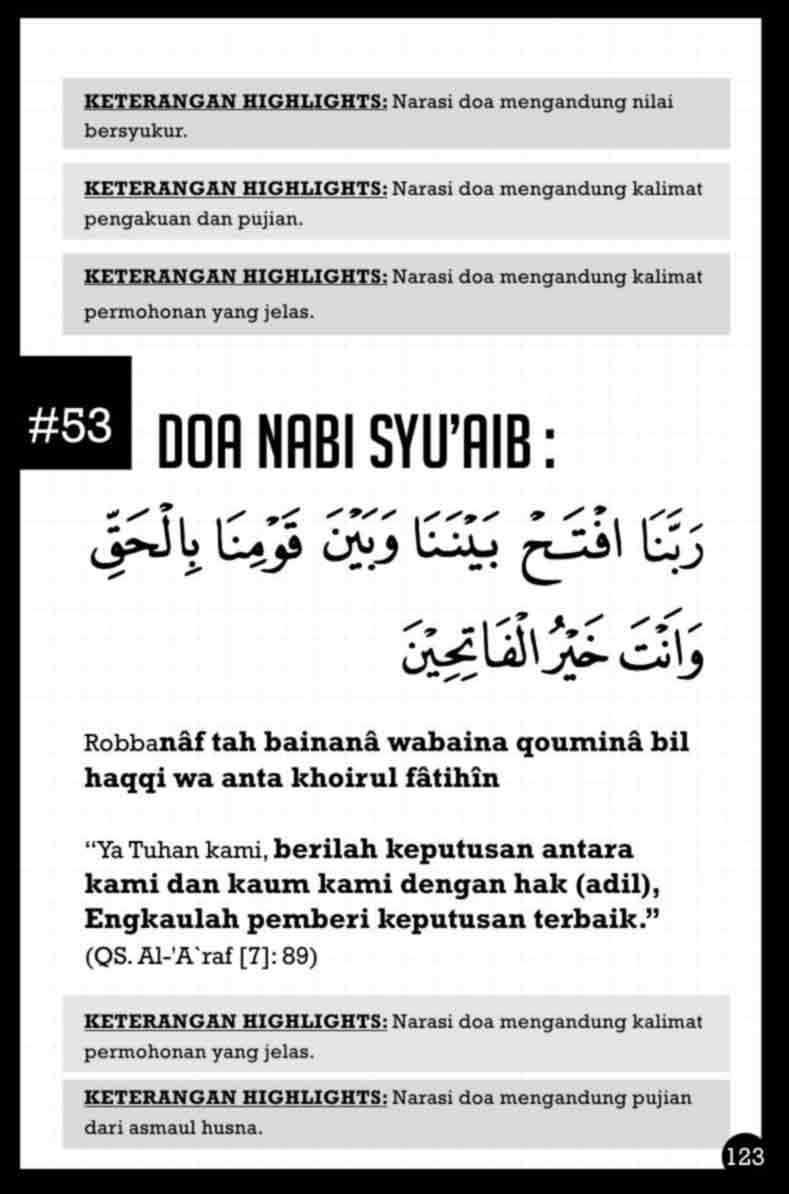 KETERANGAN HIGHLIGHTS: Narasi doa mengandung nilai
bersyukur.
KETERANGAN HIGHLIGHTS: Narasi doa mengandung kalimat
pengakuan dan pujian.
KETERANGAN HIGHLIGHTS: Narasi doa mengandung kalimat
permohonan yang jelas.
#53
DOA NABI SYU’AIB :
رَبَّنَا افْتَحْ بَيْنَنَا وَبَيْنَ قَوْمِنَا بِالْحَقِّ
وَاَنْتَ خَيْرُ الْفَاتِحِيْنَ
Robbanâf tah bainanâ wabaina qouminâ bil
haqqi wa anta khoirul fâtihîn
“Ya Tuhan kami, berilah keputusan antara
kami dan kaum kami dengan hak (adil),
Engkaulah pemberi keputusan terbaik.”
(QS. Al-'A`raf [7]: 89)
KETERANGAN HIGHLIGHTS: Narasi doa mengandung kalimat
permohonan yang jelas.
KETERANGAN HIGHLIGHTS: Narasi doa mengandung pujian
dari asmaul husna.
123